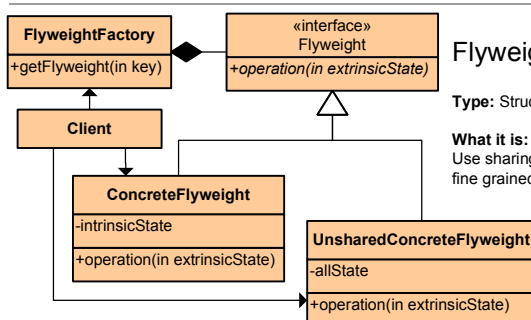 FlyweightFactory
+getFlyweight(in key)
«interface»
Flyweight
+operation(in extrinsicState)
Client
ConcreteFlyweight
-intrinsicState
+operation(in extrinsicState)
UnsharedConcreteFlyweight
-allState
+operation(in extrinsicState)
Type:
What it is:
Use sharing
fine grained